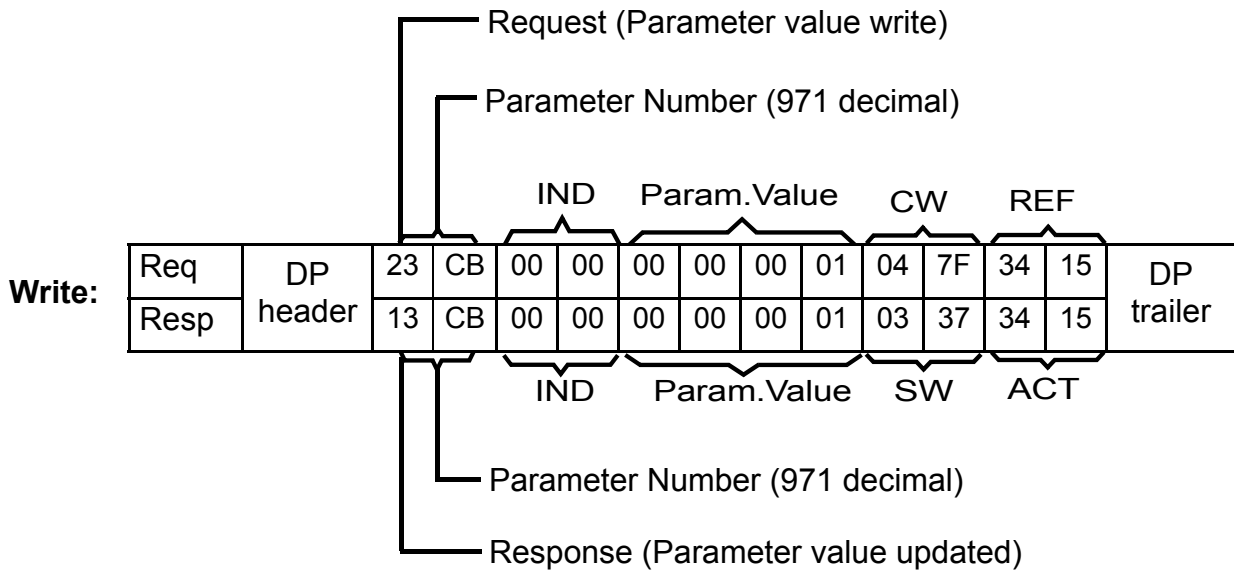 Request (Parameter value write)
Parameter Number (971 decimal)
IND Param.Value CW REF
Write:
Req DP header 23 CB 00 00 00 00 00 01 04 7F 34 15 DP trailer
Resp 13 CB 00 00 00 00 00 01 03 37 34 15
IND Param.Value SW ACT
Parameter Number (971 decimal)
Response (Parameter value updated)